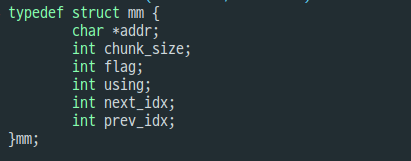 typedef struct mm {
        char *addr;
        int chunk_size;
        int flag;
        int using;
        int next_idx;
        int prev_idx;
}mm;